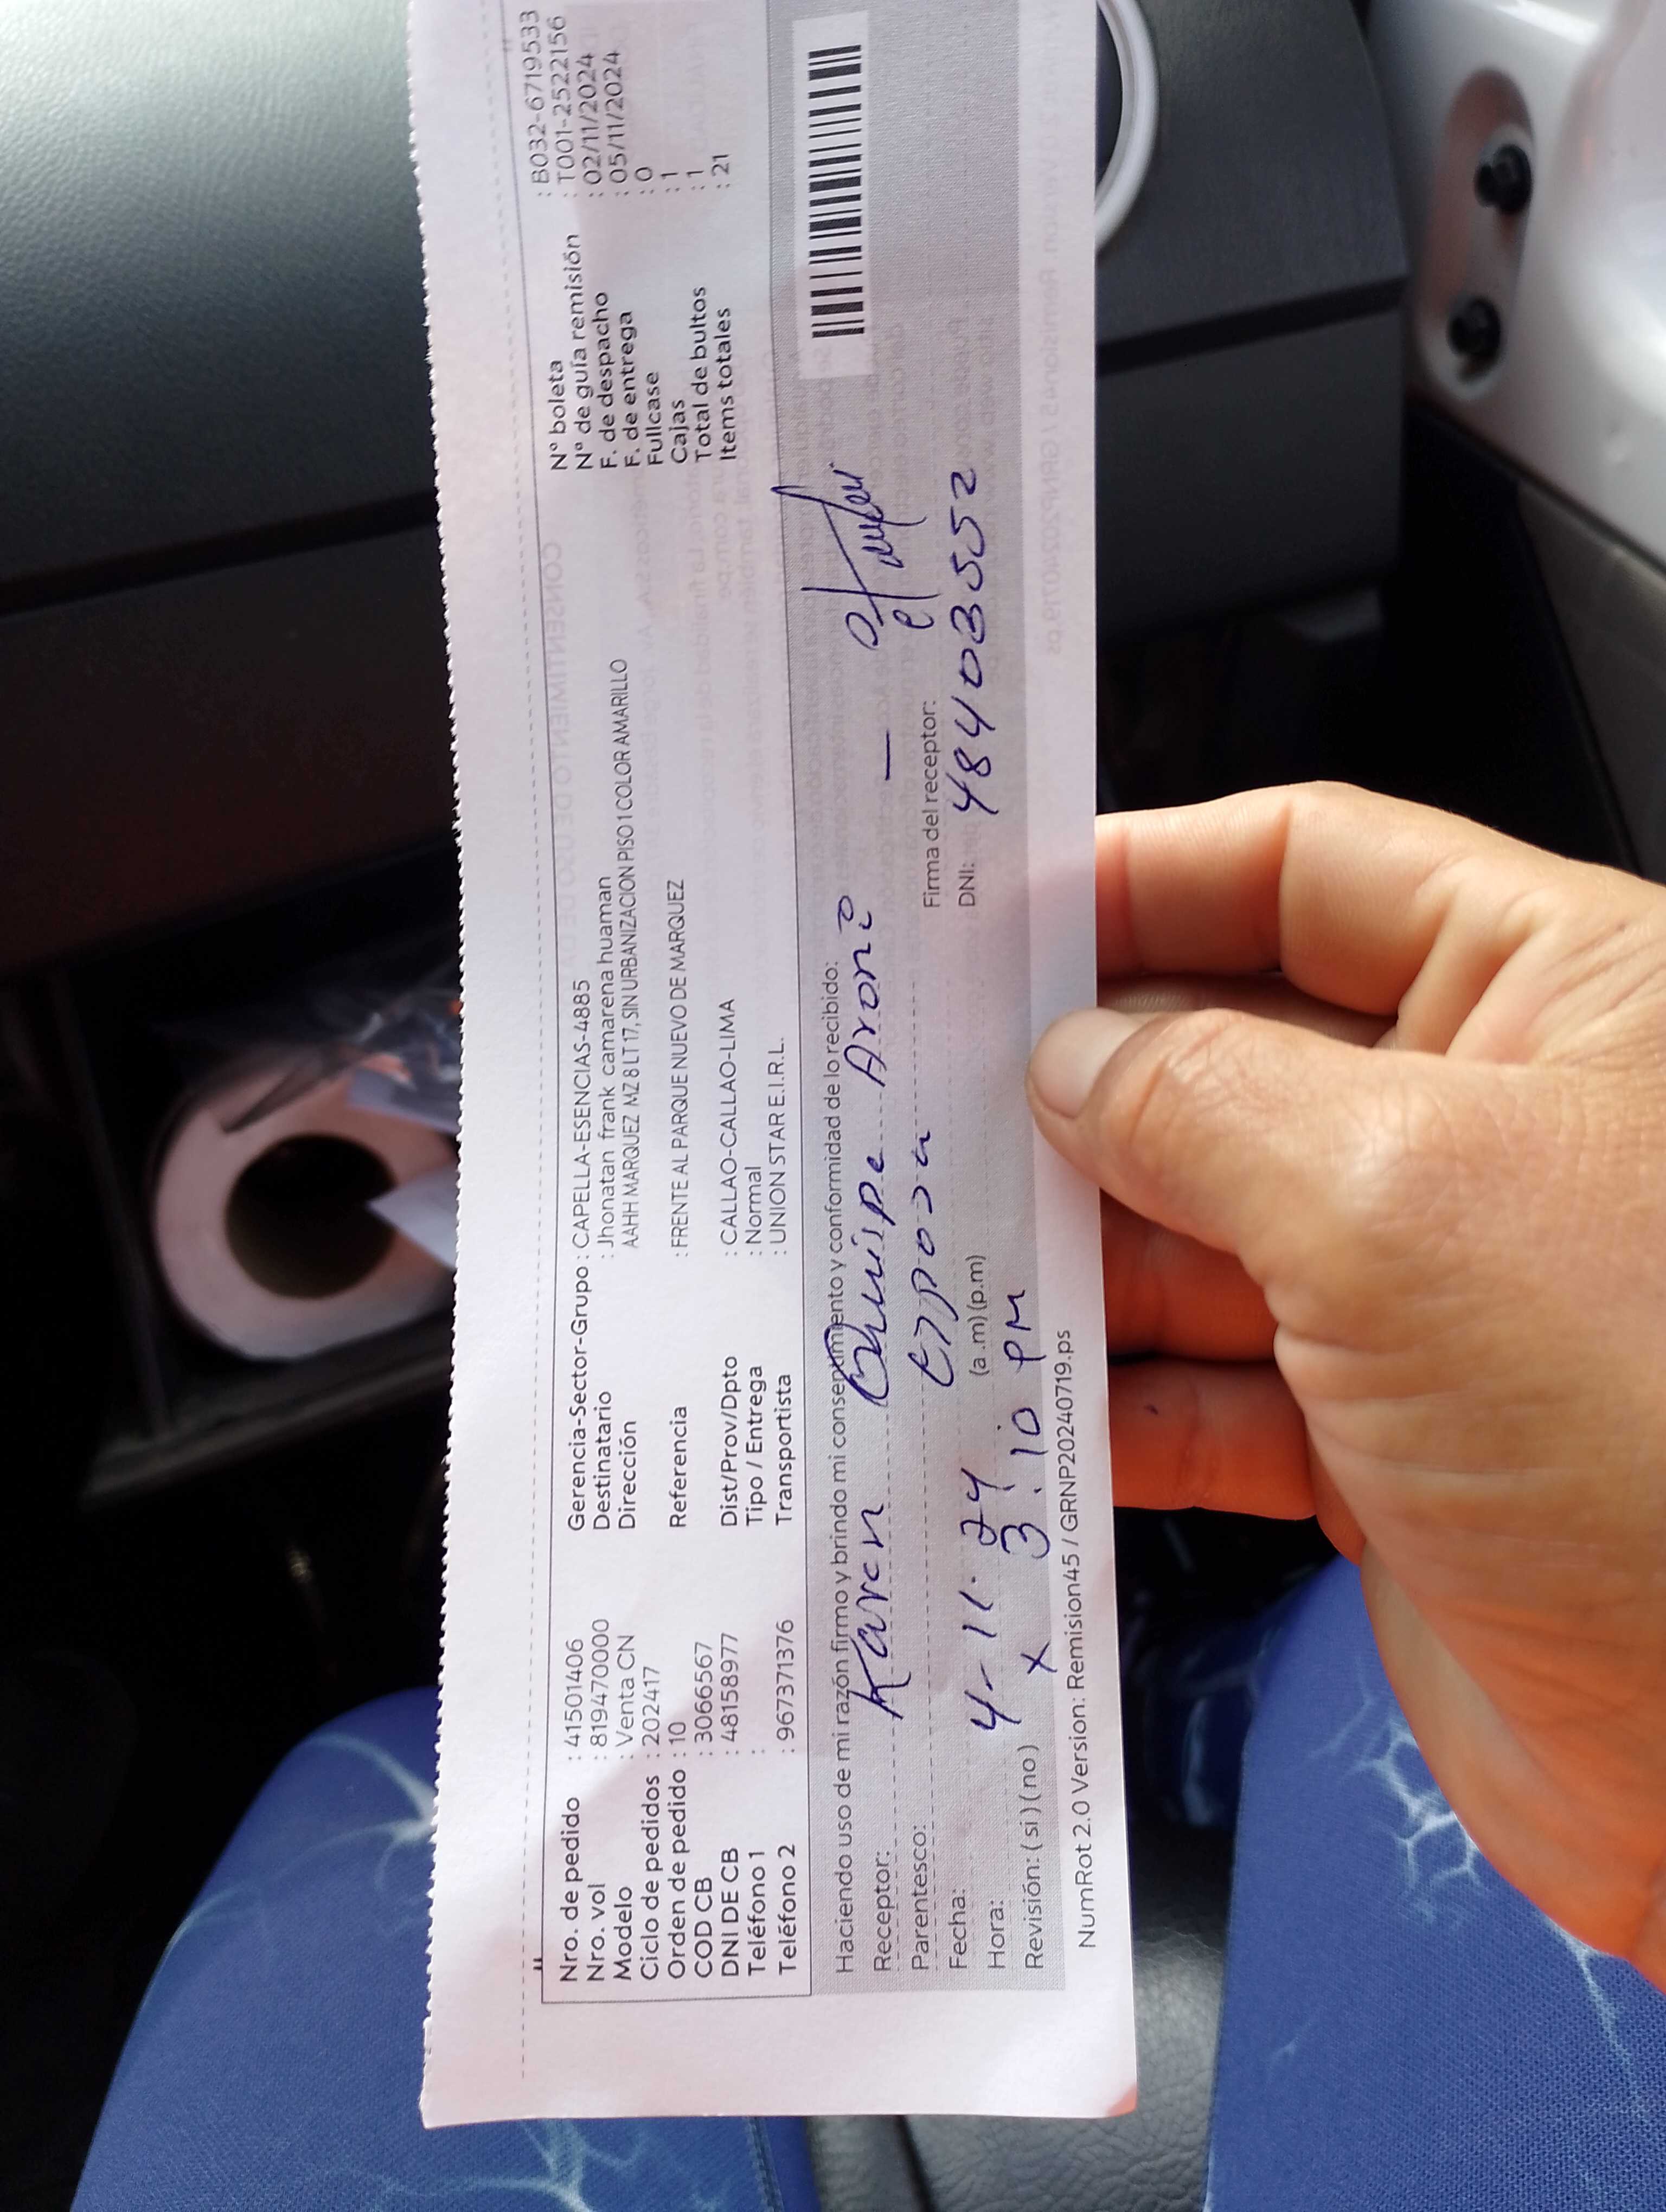 Nro. de pedido : 41501406
Nro. vol : 819470000
Modelo : Venta CN
Ciclo de pedidos : 202417
Orden de pedido : 10
COD CB : 30665​67
DNI DE CB : 48158977
Teléfono 1 :
Teléfono 2 : 967371376
Gerencia-Sector-Grupo : CAPELLA-ESENCIAS-4885
Destinatario : Jhonatan frank camarena huaman
Dirección AAHH MARQUEZ MZ 8 LT 17, SIN URBANIZACION PISO 1 COLOR AMARILLO
Referencia : FRENTE AL PARQUE NUEVO DE MARQUEZ
Dist/Prov/Dpto : CALLAO-CALLAO-LIMA
Tipo / Entrega : Normal
Transportista : UNION STAR E.I.R.L.
N° boleta : B032-6719533
N° de guía remisión : T001-2522156
F. de despacho : 02/11/2024
F. de entrega : 05/11/2024
Fullcase : 0
Cajas : 1
Total de bultos : 1
Items totales : 21
Haciendo uso de mi razón firmo y brindo mi consentimiento y conformidad de lo recibido:
Receptor: Karen Quispe Aronio —
Parentesco: Esposa
Firma del receptor:
Fecha: 4-11-24 (a.m)(p.m)
DNI: 48403552
Hora: 3:10 PM
Revisión: (si)(no) X
NumRot 2.0 Version: Remision45 / GRNP20240719.ps